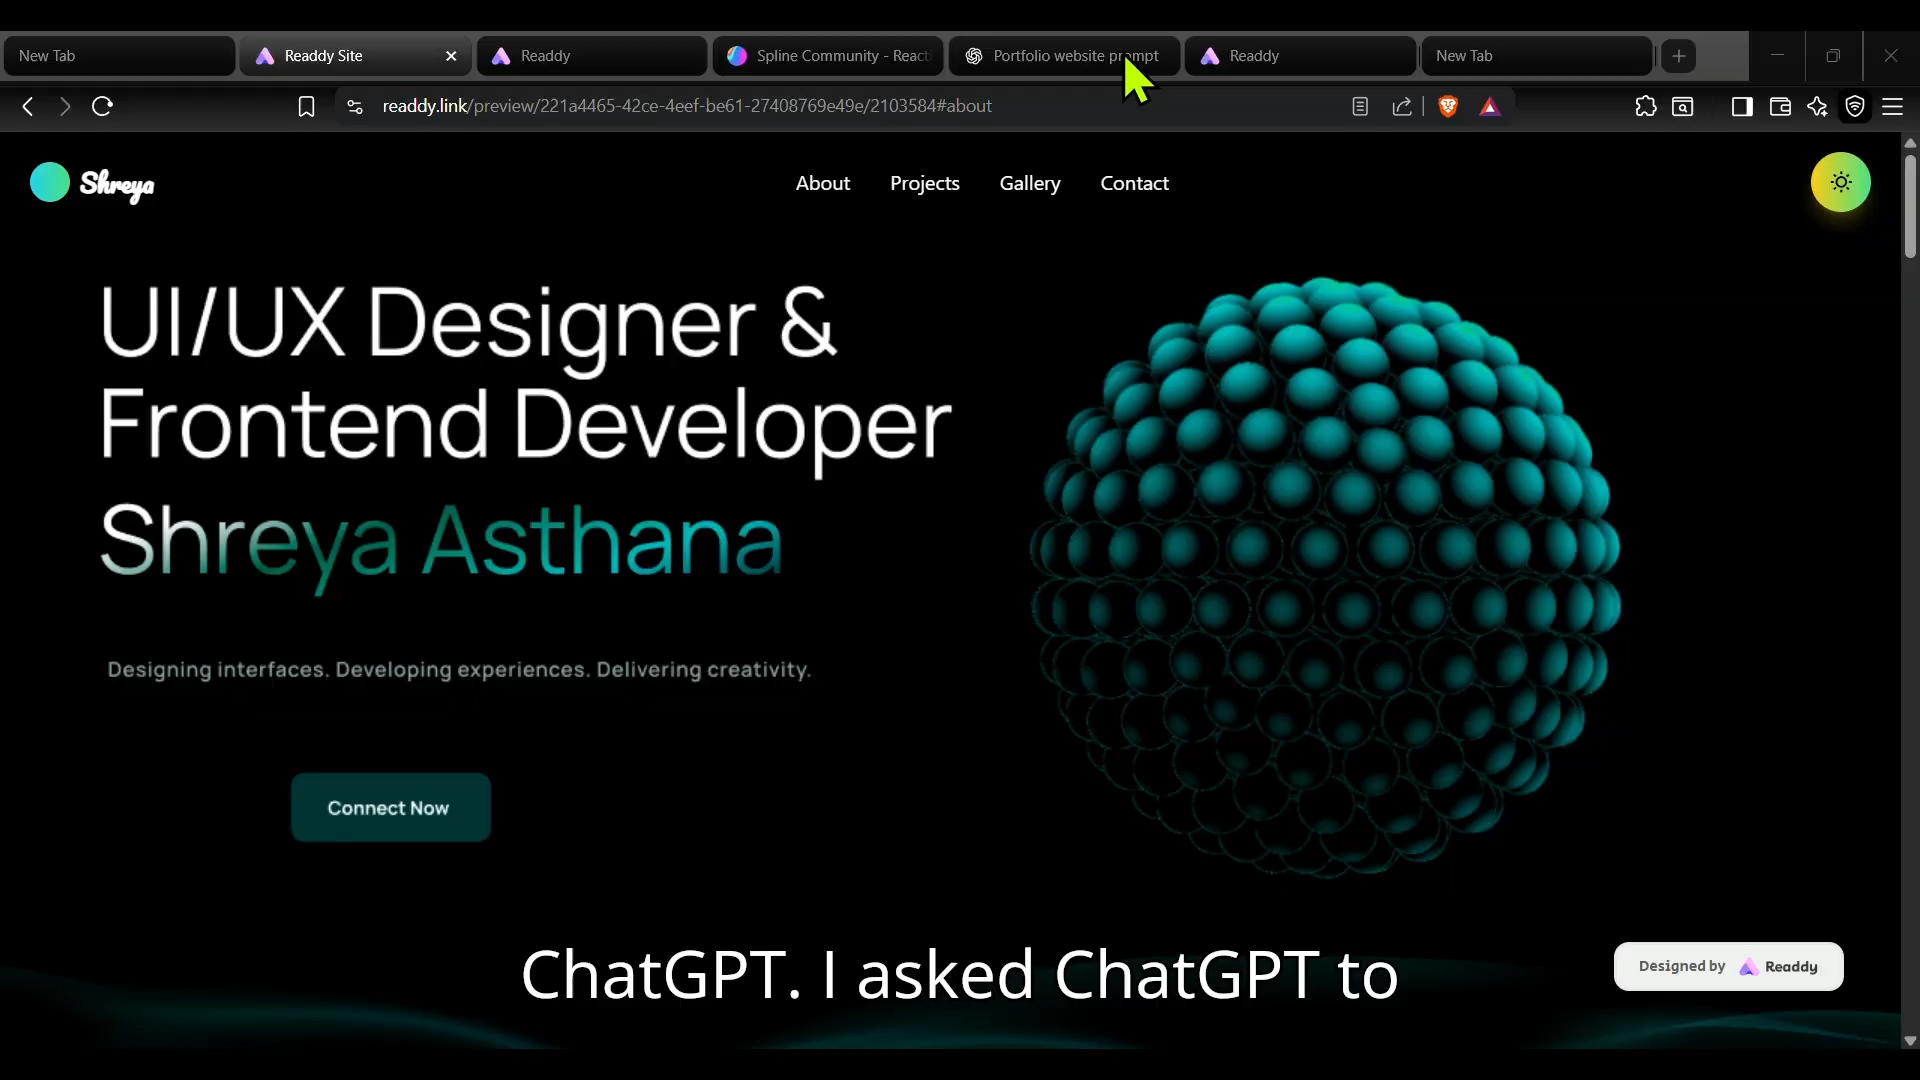 New Tab
Readdy Site
Readdy
Spline Community - React
Portfolio website prompt
Readdy
New Tab
readdy.link/preview/221a4465-42ce-4eef-be61-27408769e49e/2103584#about
Shreya
About
Projects
Gallery
Contact
UI/UX Designer &
Frontend Developer
Shreya Asthana
Designing interfaces. Developing experiences. Delivering creativity.
Connect Now
Designed by Readdy
ChatGPT. I asked ChatGPT to